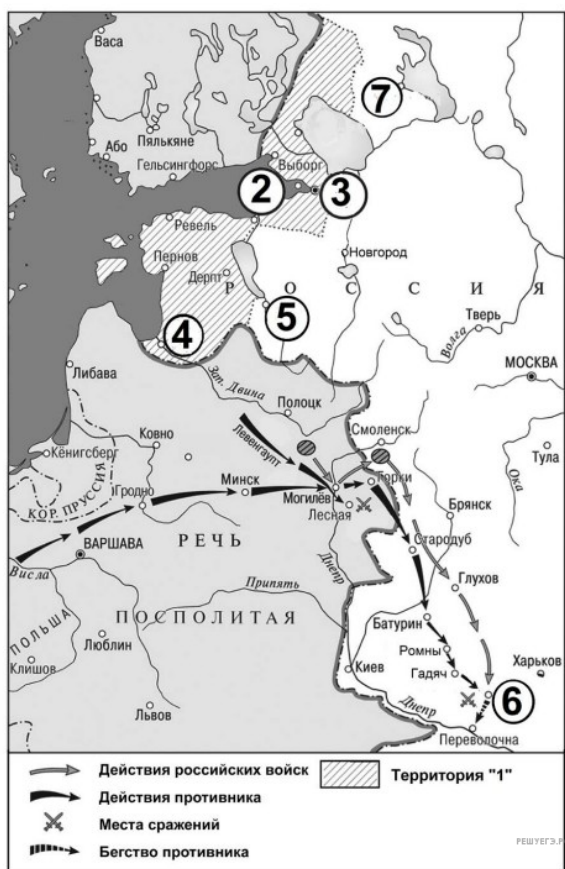 Васа
7
Пялькяне
Або
Гельсингфорс
Выборг
2
3
Ревель
Новгород
Пернов
Дерпт
Р О С С И Я
5
Тверь
4
Волга
Либава
Зап. Двина
МОСКВА
Полоцк
Смоленск
Левенгаупт
Кёнигсберг
Ковно
Тула
Горки
Минск
Могилёв
Ока
КОР. ПРУССИЯ
Гродно
Лесная
Брянск
РЕЧЬ
ВАРШАВА
Стародуб
Висла
Днепр
Припять
Глухов
ПОСПОЛИТАЯ
Батурин
ПОЛЬША
Люблин
Ромны
Харьков
Клишов
Киев
Гадяч
6
Львов
Днепр
Переволочна
Действия российских войск
Территория "1"
Действия противника
Места сражений
Бегство противника
РЕШУЕГЭ.Р